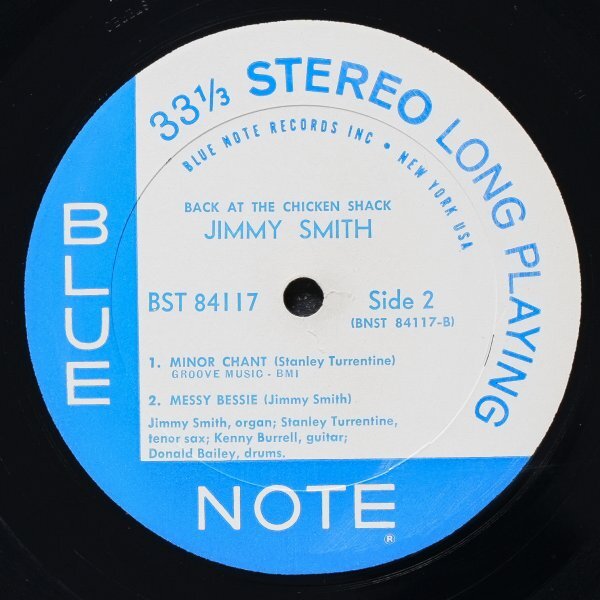 33 1/3 STEREO LONG PLAYING
BLUE NOTE RECORDS INC • NEW YORK USA
BACK AT THE CHICKEN SHACK
JIMMY SMITH
BST 84117
Side 2
(BNST 84117-B)
1. MINOR CHANT (Stanley Turrentine)
GROOVE MUSIC - BMI
2. MESSY BESSIE (Jimmy Smith)
Jimmy Smith, organ; Stanley Turrentine,
tenor sax; Kenny Burrell, guitar;
Donald Bailey, drums.
BLUE
NOTE
®